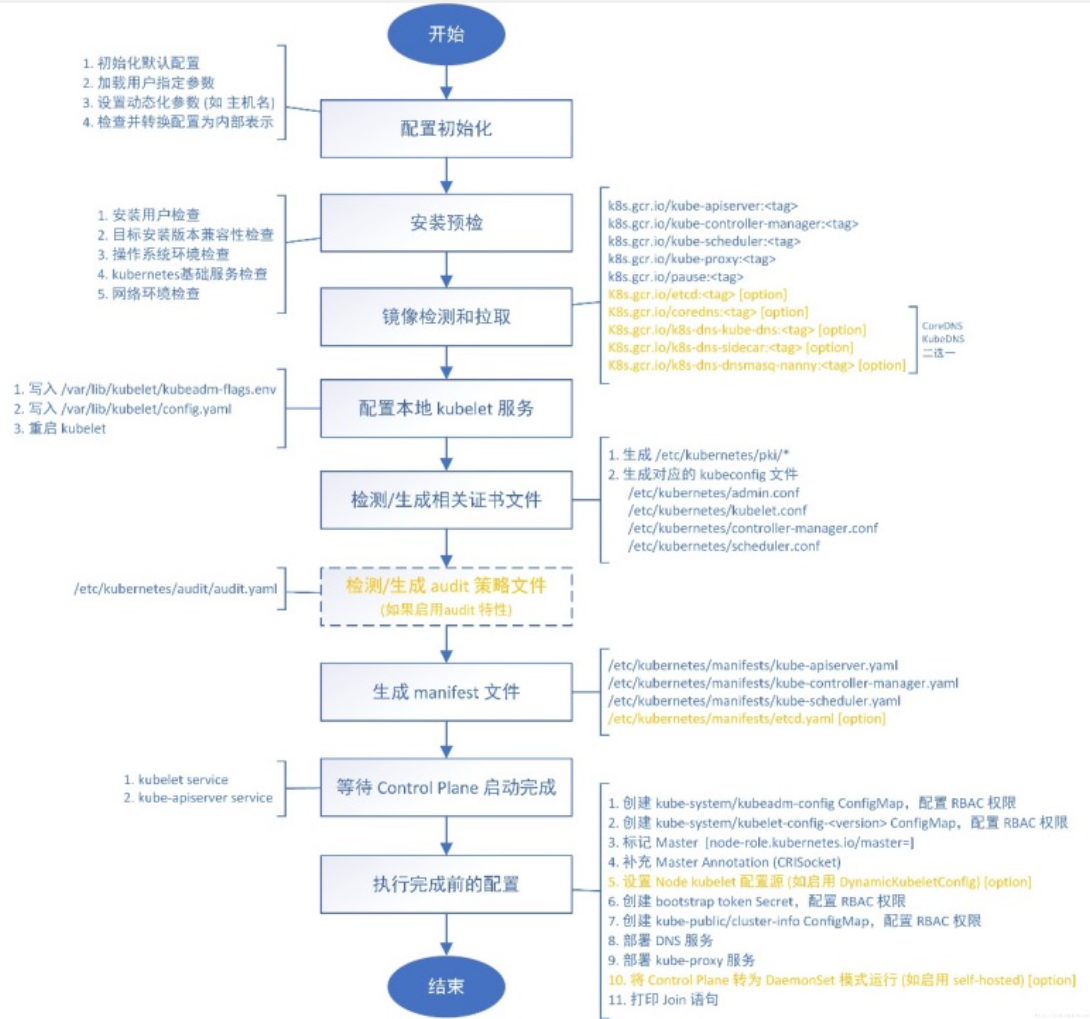 开始
1. 初始化默认配置
2. 加载用户指定参数
3. 设置动态化参数 (如 主机名)
4. 检查并转换配置为内部表示
配置初始化
1. 安装用户检查
2. 目标安装版本兼容性检查
3. 操作系统环境检查
4. kubernetes基础服务检查
5. 网络环境检查
安装预检
镜像检测和拉取
k8s.gcr.io/kube-apiserver:<tag>
k8s.gcr.io/kube-controller-manager:<tag>
k8s.gcr.io/kube-scheduler:<tag>
k8s.gcr.io/kube-proxy:<tag>
k8s.gcr.io/pause:<tag>
K8s.gcr.io/etcd:<tag> [option]
K8s.gcr.io/coredns:<tag> [option]
K8s.gcr.io/k8s-dns-kube-dns:<tag> [option]
K8s.gcr.io/k8s-dns-sidecar:<tag> [option]
K8s.gcr.io/k8s-dns-dnsmasq-nanny:<tag> [option]
CoreDNS
KubeDNS
二选一
1. 写入 /var/lib/kubelet/kubeadm-flags.env
2. 写入 /var/lib/kubelet/config.yaml
3. 重启 kubelet
配置本地 kubelet 服务
检测/生成相关证书文件
1. 生成 /etc/kubernetes/pki/*
2. 生成对应的 kubeconfig 文件
/etc/kubernetes/admin.conf
/etc/kubernetes/kubelet.conf
/etc/kubernetes/controller-manager.conf
/etc/kubernetes/scheduler.conf
/etc/kubernetes/audit/audit.yaml
检测/生成 audit 策略文件
(如果启用audit 特性)
生成 manifest 文件
/etc/kubernetes/manifests/kube-apiserver.yaml
/etc/kubernetes/manifests/kube-controller-manager.yaml
/etc/kubernetes/manifests/kube-scheduler.yaml
/etc/kubernetes/manifests/etcd.yaml [option]
1. kubelet service
2. kube-apiserver service
等待 Control Plane 启动完成
执行完成前的配置
1. 创建 kube-system/kubeadm-config ConfigMap，配置 RBAC 权限
2. 创建 kube-system/kubelet-config-<version> ConfigMap，配置 RBAC 权限
3. 标记 Master [node-role.kubernetes.io/master=]
4. 补充 Master Annotation (CRISocket)
5. 设置 Node kubelet 配置源 (如启用 DynamicKubeletConfig) [option]
6. 创建 bootstrap token Secret，配置 RBAC 权限
7. 创建 kube-public/cluster-info ConfigMap，配置 RBAC 权限
8. 部署 DNS 服务
9. 部署 kube-proxy 服务
10. 将 Control Plane 转为 DaemonSet 模式运行 (如启用 self-hosted) [option]
11. 打印 Join 语句
结束